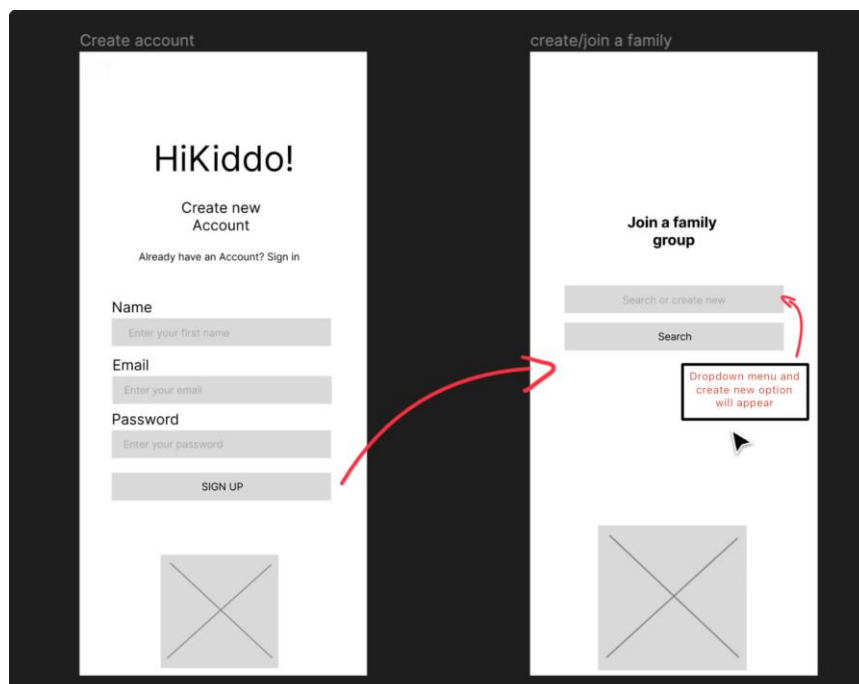 Create account
HiKiddo!
Create new
Account
Already have an Account? Sign in
Name
Enter your first name
Email
Enter your email
Password
Enter your password
SIGN UP
create/join a family
Join a family
group
Search or create new
Search
Dropdown menu and
create new option
will appear